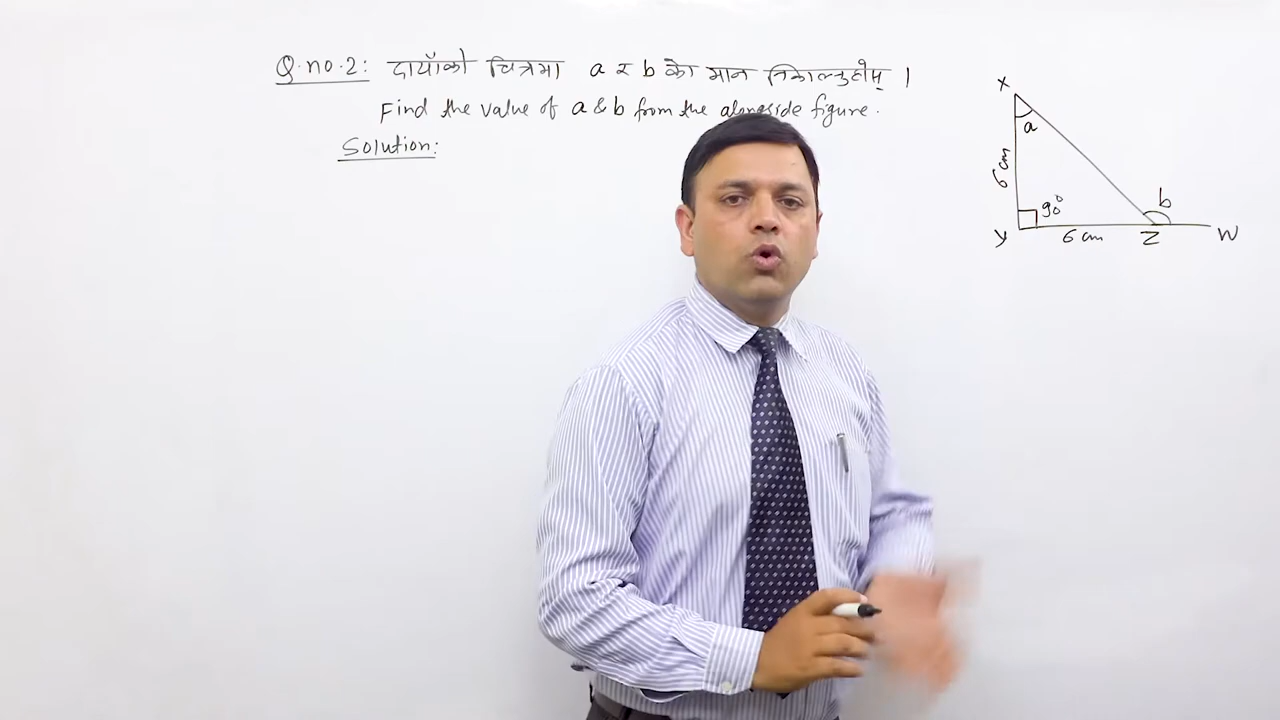 Q.no.2: दायाँको चित्रमा a र b को मान निकाल्नुहोस् ।
Find the value of a & b from the alongside figure.
Solution:
X
a
6 cm
90°
b
Y
6 cm
Z
W